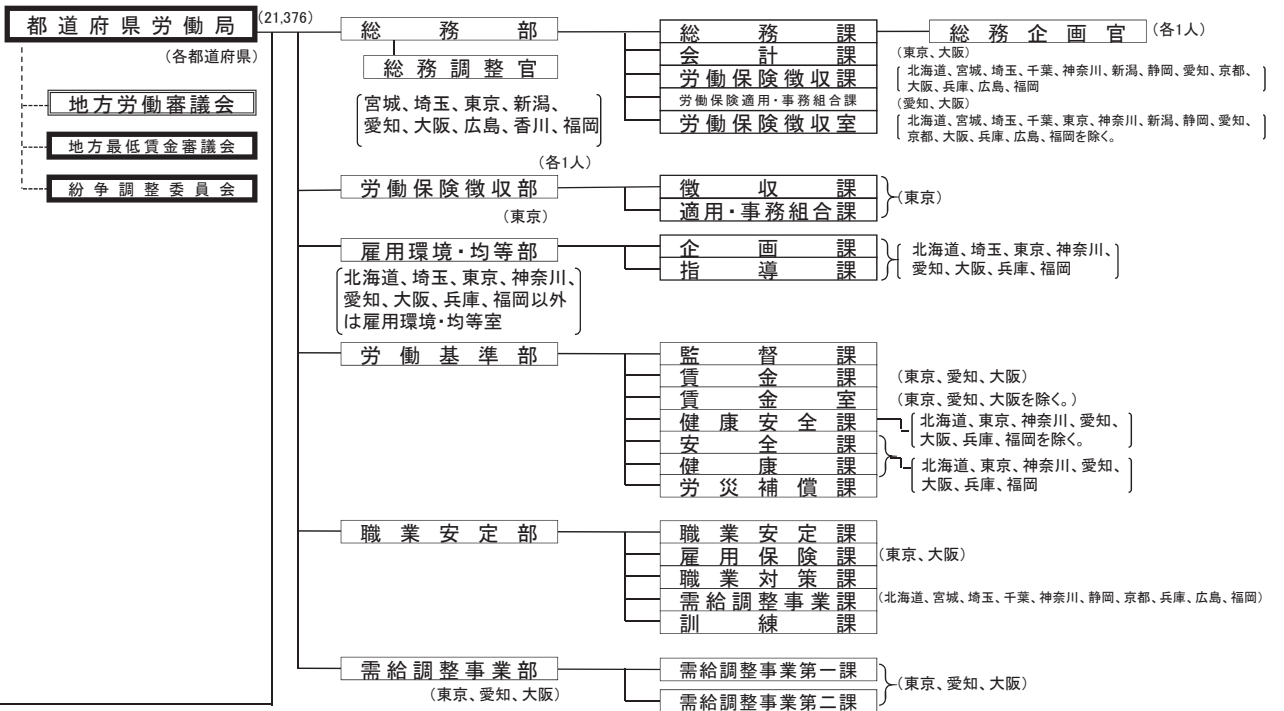 都道府県労働局
(21,376)
(各都道府県)
地方労働審議会
地方最低賃金審議会
紛争調整委員会
総務部
総務調整官
宮城、埼玉、東京、新潟、
愛知、大阪、広島、香川、福岡
(各1人)
総務課
総務企画官
(各1人)
会計課
(東京、大阪)
労働保険徴収課
北海道、宮城、埼玉、千葉、神奈川、新潟、静岡、愛知、京都、
大阪、兵庫、広島、福岡
労働保険適用・事務組合課
(愛知、大阪)
労働保険徴収室
北海道、宮城、埼玉、千葉、東京、神奈川、新潟、静岡、愛知、
京都、大阪、兵庫、広島、福岡を除く。
労働保険徴収部
(東京)
徴収課
適用・事務組合課
(東京)
雇用環境・均等部
北海道、埼玉、東京、神奈川、
愛知、大阪、兵庫、福岡以外
は雇用環境・均等室
企画課
指導課
北海道、埼玉、東京、神奈川、
愛知、大阪、兵庫、福岡
労働基準部
監督課
賃金課
(東京、愛知、大阪)
賃金室
(東京、愛知、大阪を除く。)
健康安全課
北海道、東京、神奈川、愛知、
大阪、兵庫、福岡を除く。
安全課
健康課
北海道、東京、神奈川、愛知、
大阪、兵庫、福岡
労災補償課
職業安定部
職業安定課
雇用保険課
(東京、大阪)
職業対策課
需給調整事業課
(北海道、宮城、埼玉、千葉、神奈川、静岡、京都、兵庫、広島、福岡)
訓練課
需給調整事業部
(東京、愛知、大阪)
需給調整事業第一課
需給調整事業第二課
(東京、愛知、大阪)